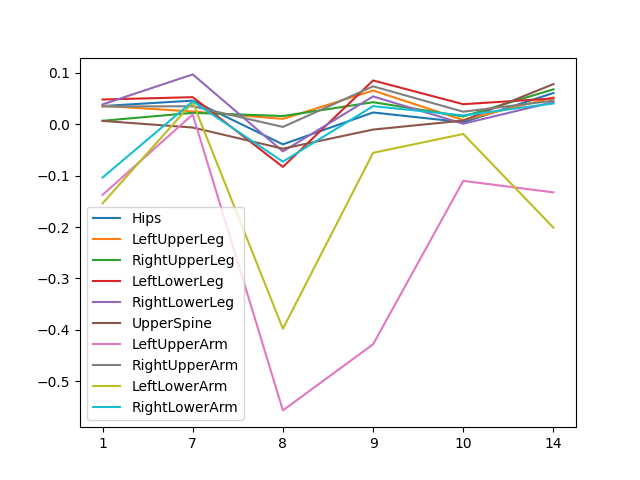 0.1
0.0
−0.1
−0.2
−0.3
−0.4
−0.5
Hips
LeftUpperLeg
RightUpperLeg
LeftLowerLeg
RightLowerLeg
UpperSpine
LeftUpperArm
RightUpperArm
LeftLowerArm
RightLowerArm
1 7 8 9 10 14